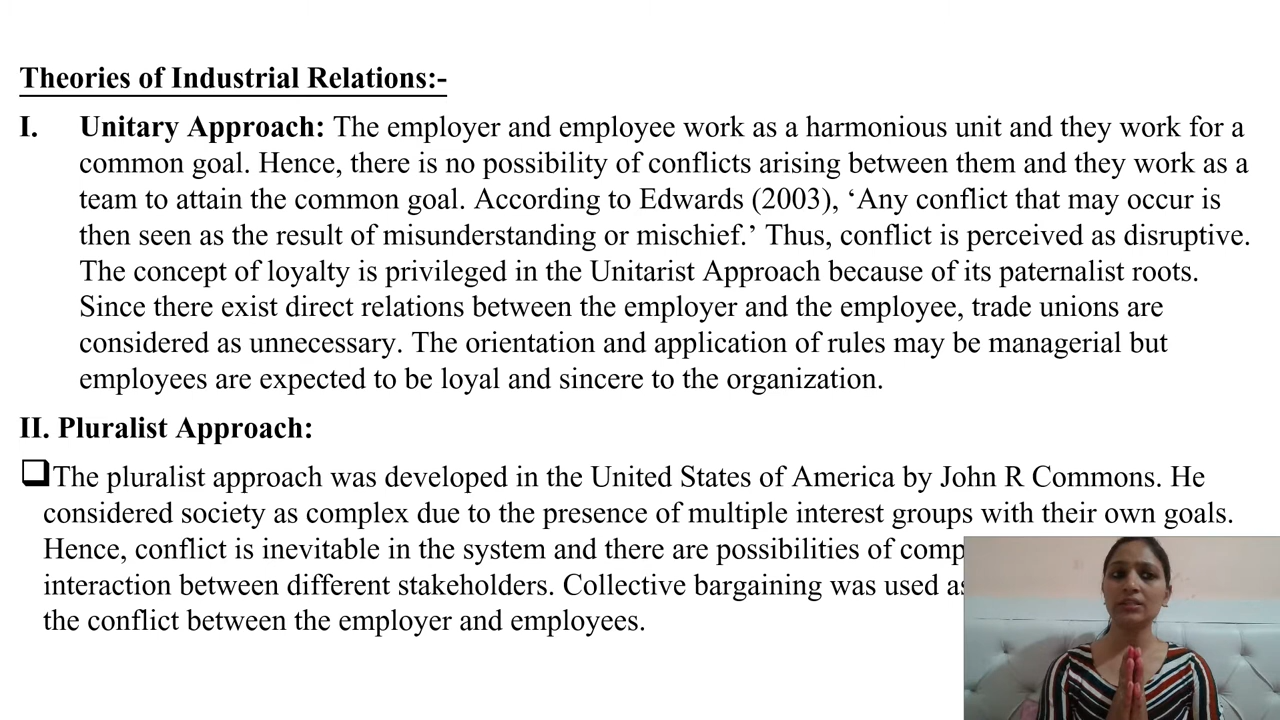 Theories of Industrial Relations:-
I. Unitary Approach: The employer and employee work as a harmonious unit and they work for a
common goal. Hence, there is no possibility of conflicts arising between them and they work as a
team to attain the common goal. According to Edwards (2003), ‘Any conflict that may occur is
then seen as the result of misunderstanding or mischief.’ Thus, conflict is perceived as disruptive.
The concept of loyalty is privileged in the Unitarist Approach because of its paternalist roots.
Since there exist direct relations between the employer and the employee, trade unions are
considered as unnecessary. The orientation and application of rules may be managerial but
employees are expected to be loyal and sincere to the organization.
II. Pluralist Approach:
❑The pluralist approach was developed in the United States of America by John R Commons. He
considered society as complex due to the presence of multiple interest groups with their own goals.
Hence, conflict is inevitable in the system and there are possibilities of
interaction between different stakeholders. Collective bargaining was used
the conflict between the employer and employees.